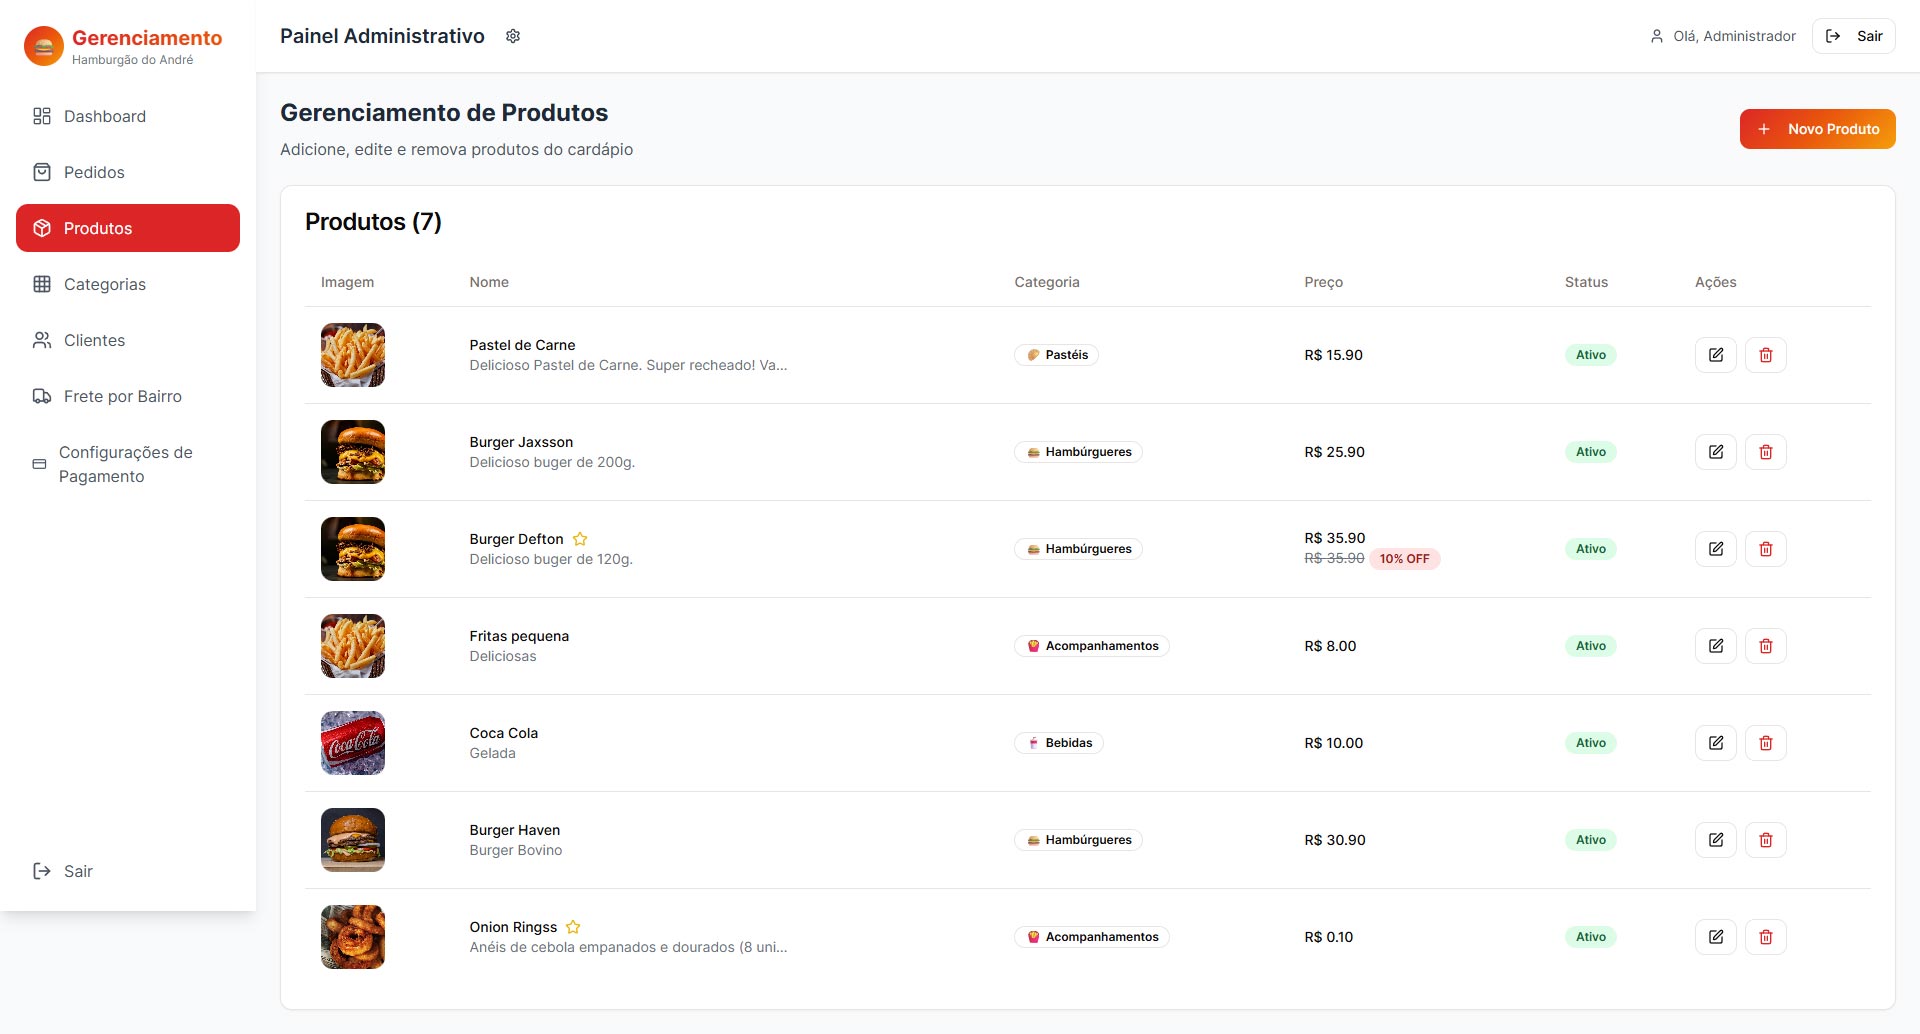 Gerenciamento
Hamburgão do André
Dashboard
Pedidos
Produtos
Categorias
Clientes
Frete por Bairro
Configurações de
Pagamento
Sair
Painel Administrativo
Olá, Administrador
Sair
Gerenciamento de Produtos
Adicione, edite e remova produtos do cardápio
+ Novo Produto
Produtos (7)
Imagem Nome Categoria Preço Status Ações
Pastel de Carne
Delicioso Pastel de Carne. Super recheado! Va...
Pastéis
R$ 15.90
Ativo
Burger Jaxsson
Delicioso buger de 200g.
Hambúrgueres
R$ 25.90
Ativo
Burger Defton
Delicioso buger de 120g.
Hambúrgueres
R$ 35.90
R$ 35.90 10% OFF
Ativo
Fritas pequena
Deliciosas
Acompanhamentos
R$ 8.00
Ativo
Coca-Cola
Coca Cola
Gelada
Bebidas
R$ 10.00
Ativo
Burger Haven
Burger Bovino
Hambúrgueres
R$ 30.90
Ativo
Onion Ringss
Anéis de cebola empanados e dourados (8 uni...
Acompanhamentos
R$ 0.10
Ativo